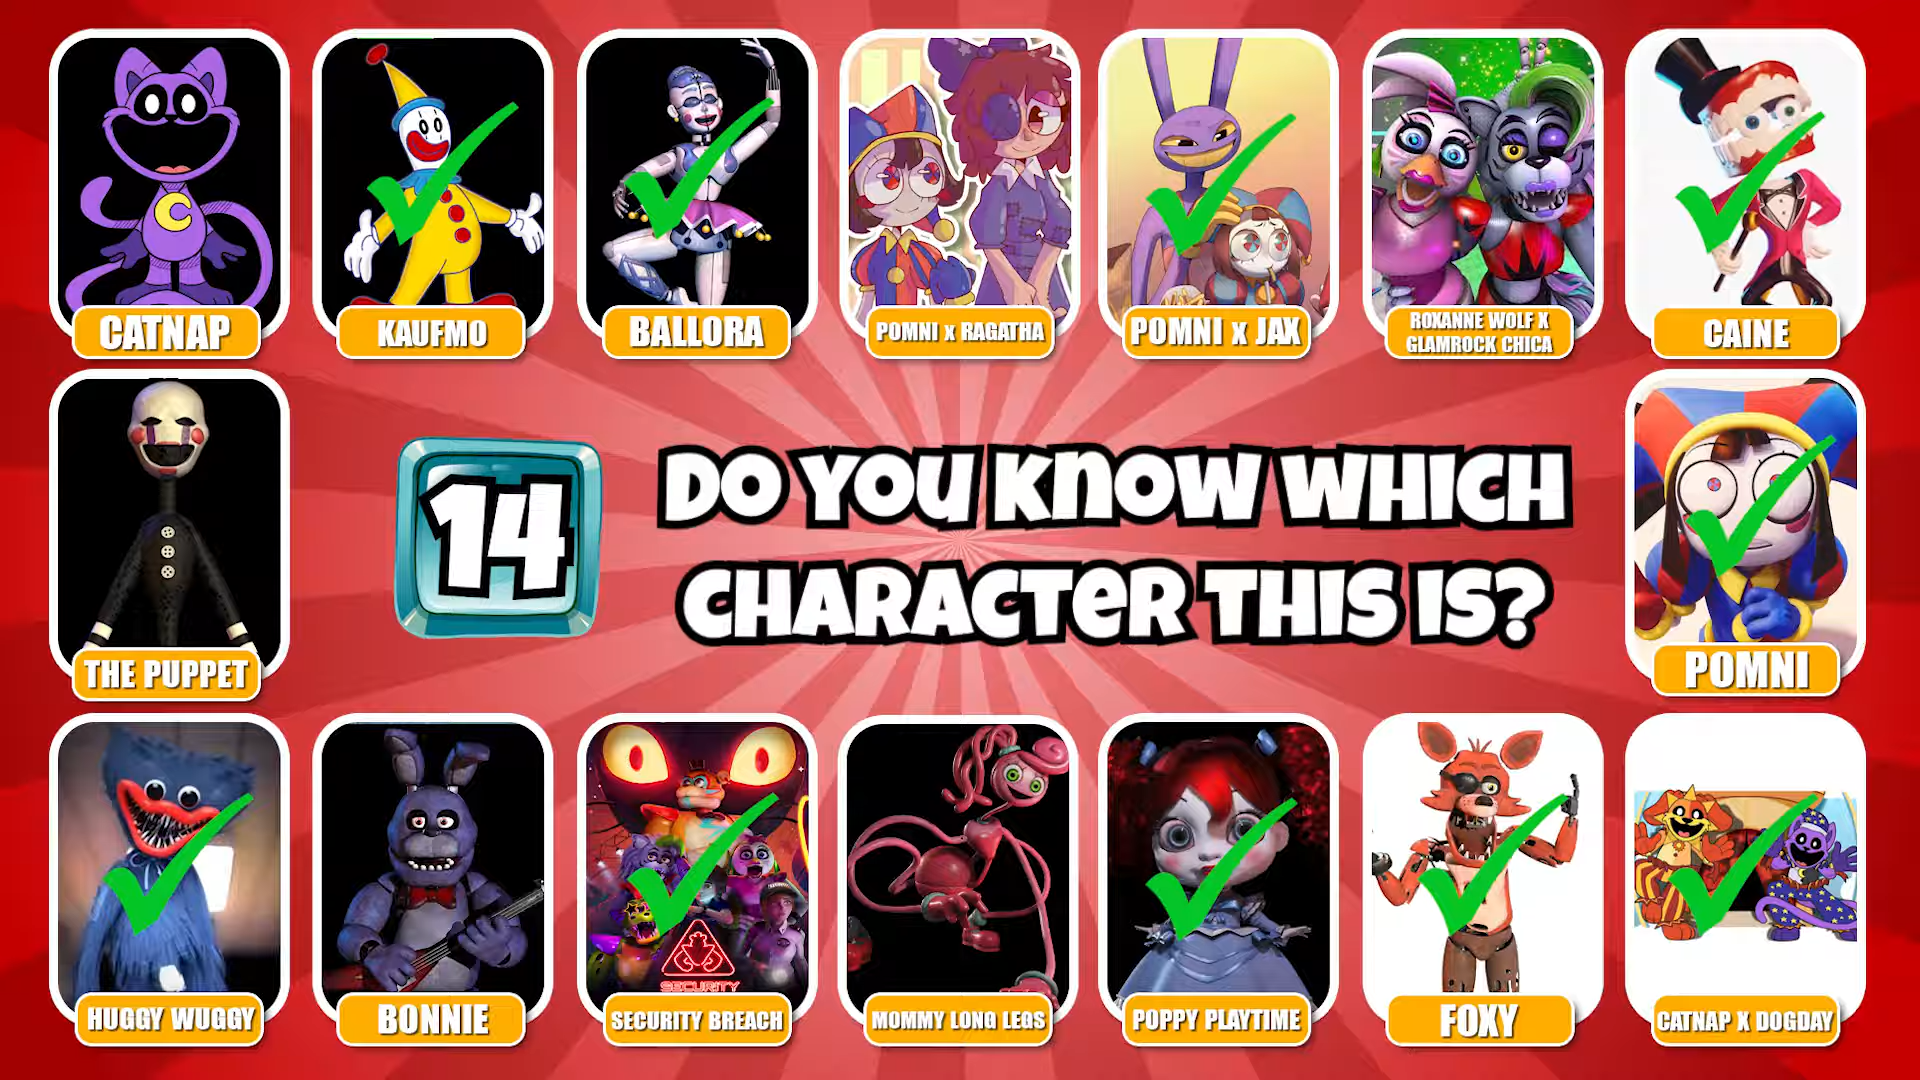 CATNAP
KAUFMO
BALLORA
POMNI x RAGATHA
POMNI x JAX
ROXANNE WOLF X
GLAMROCK CHICA
CAINE
THE PUPPET
14
DO YOU KNOW WHICH
CHARACTER THIS IS?
POMNI
HUGGY WUGGY
BONNIE
SECURITY
SECURITY BREACH
MOMMY LONG LEGS
POPPY PLAYTIME
FOXY
CATNAP X DOGDAY